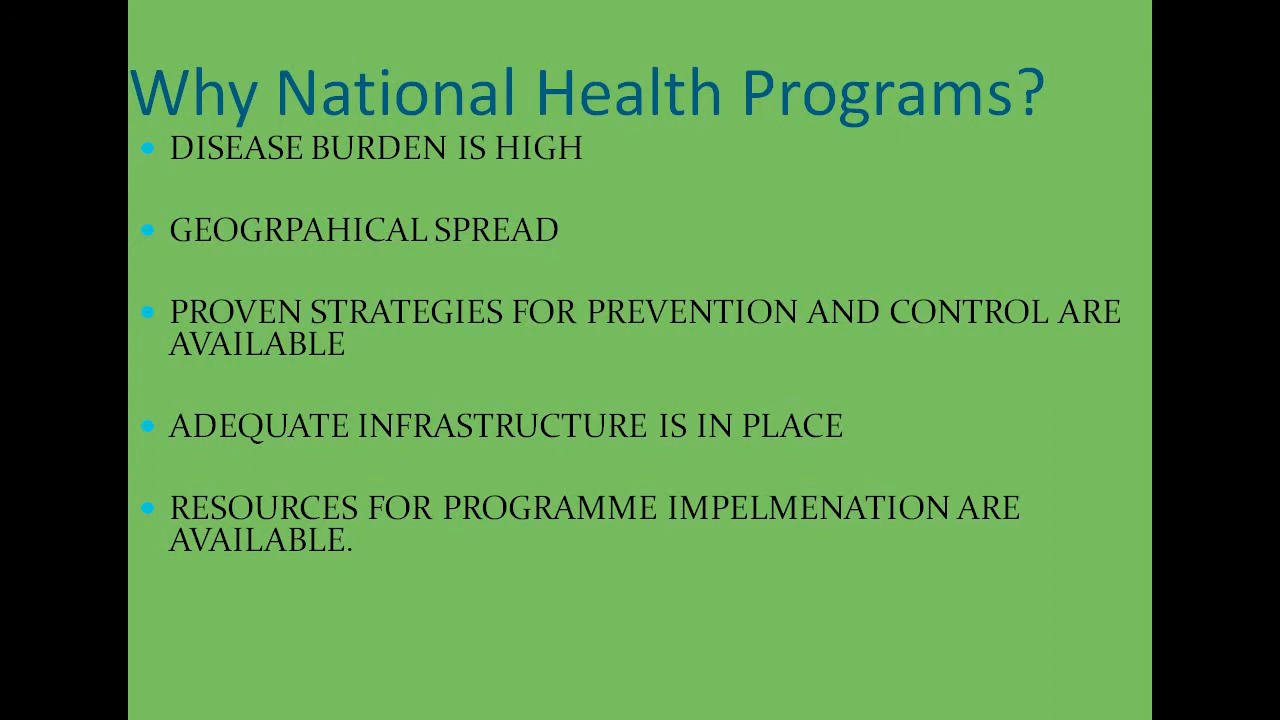 Why National Health Programs?
• DISEASE BURDEN IS HIGH
• GEOGRPAHICAL SPREAD
• PROVEN STRATEGIES FOR PREVENTION AND CONTROL ARE
AVAILABLE
• ADEQUATE INFRASTRUCTURE IS IN PLACE
• RESOURCES FOR PROGRAMME IMPELMENATION ARE
AVAILABLE.